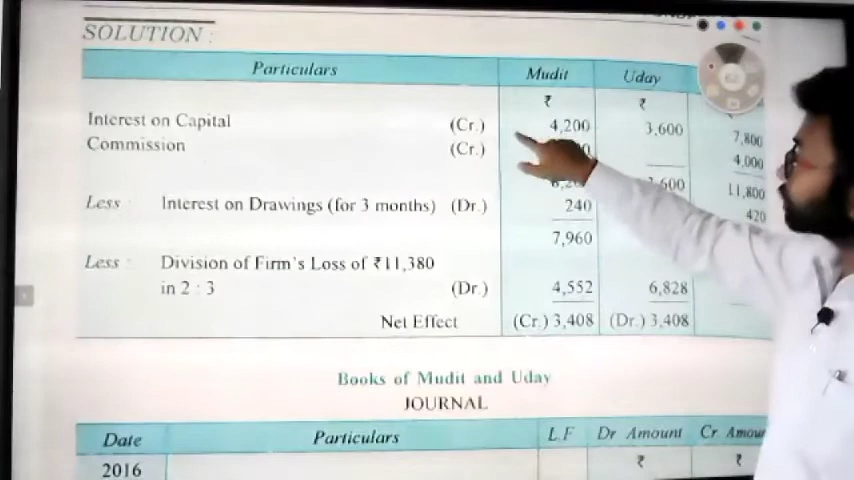 SOLUTION :
Particulars Mudit Uday
₹ ₹
Interest on Capital (Cr.) 4,200 3,600 7,800
Commission (Cr.) 4,000
11,800
Less : Interest on Drawings (for 3 months) (Dr.) 240 420
7,960
Less : Division of Firm's Loss of ₹11,380
in 2 : 3 (Dr.) 4,552 6,828
Net Effect (Cr.) 3,408 (Dr.) 3,408
Books of Mudit and Uday
JOURNAL
Date Particulars L.F Dr Amount Cr Amou
2016 ₹ ₹